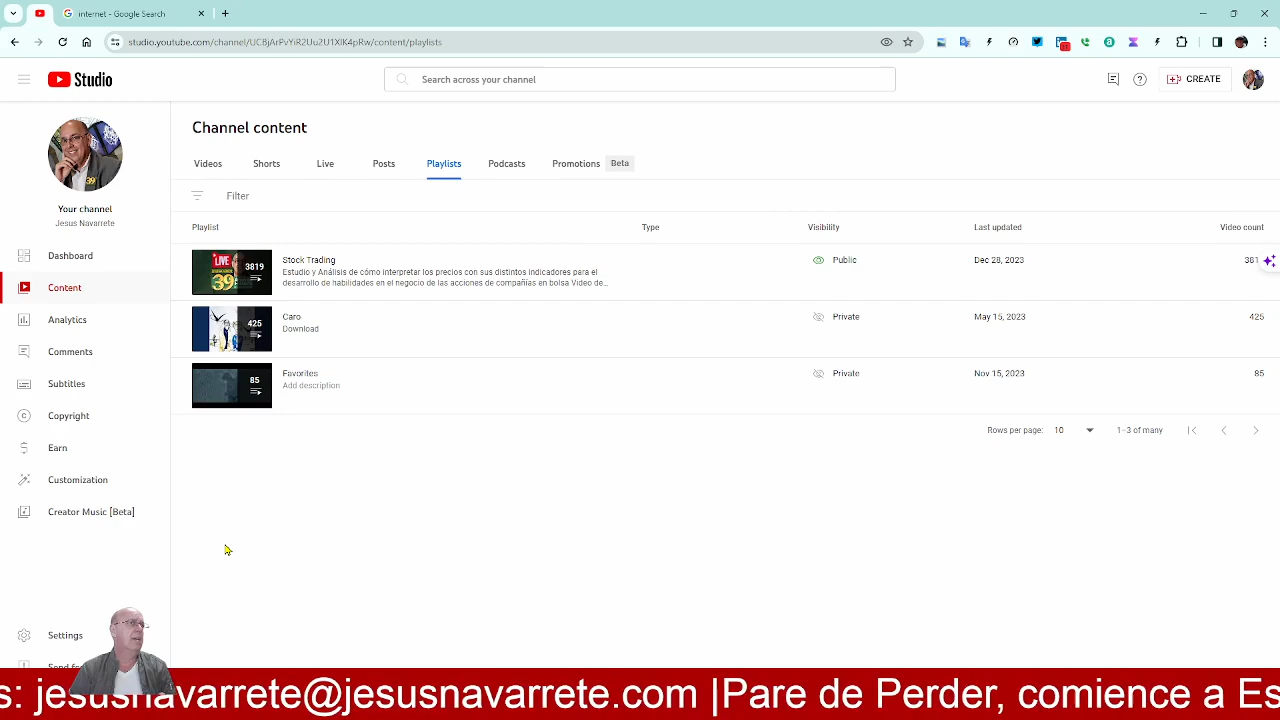 internet - Google Search
studio.youtube.com/channel/UCBjArPvYiR2Uu2U1XIK4pRw/content/playlists
Studio
Search across your channel
CREATE
Your channel
Jesus Navarrete
Dashboard
Content
Analytics
Comments
Subtitles
Copyright
Earn
Customization
Creator Music [Beta]
Settings
Channel content
Videos Shorts Live Posts Playlists Podcasts Promotions Beta
Filter
Playlist Type Visibility Last updated Video count
LIVE
39
3819
Stock Trading
Estudio y Análisis de cómo interpretar los precios con sus distintos indicadores para el
desarrollo de habilidades en el negocio de las acciones de compañías en bolsa Video de…
Public Dec 28, 2023
425
Caro
Download
Private May 15, 2023 425
85
Favorites
Add description
Private Nov 15, 2023 85
Rows per page: 10 1–3 of many
s: jesusnavarrete@jesusnavarrete.com |Pare de Perder, comience a Es